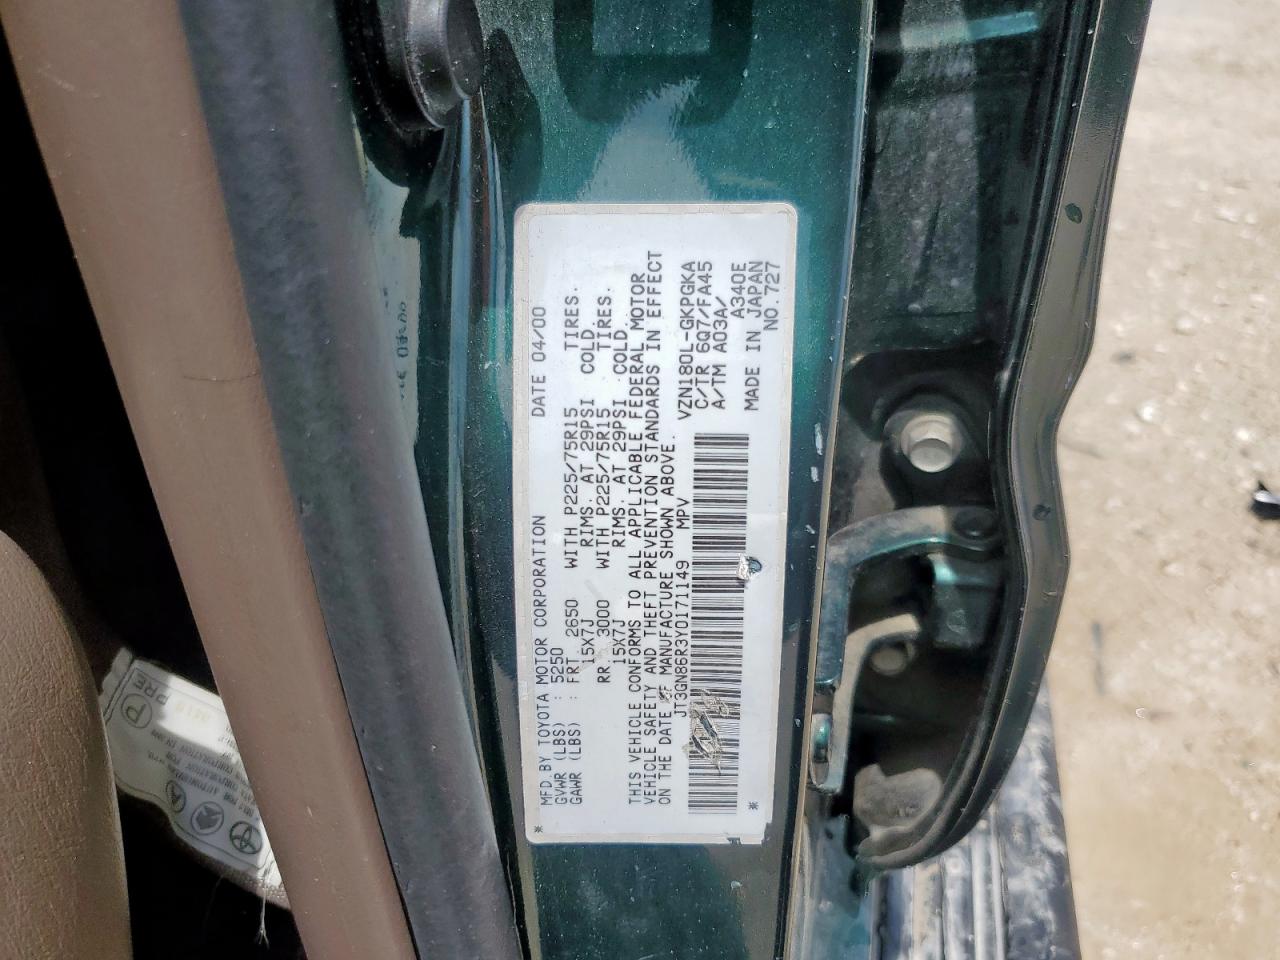 MFD.BY TOYOTA MOTOR CORPORATION DATE 04/00
GVWR (LBS) : 5250
GAWR (LBS) : FRT. 2650 WITH P225/75R15 TIRES.
15X7J RIMS. AT 29PSI COLD.
RR. 3000 WITH P225/75R15 TIRES.
15X7J RIMS. AT 29PSI COLD.
THIS VEHICLE CONFORMS TO ALL APPLICABLE FEDERAL MOTOR
VEHICLE SAFETY AND THEFT PREVENTION STANDARDS IN EFFECT
ON THE DATE OF MANUFACTURE SHOWN ABOVE.
JT3GN86R3Y0171149 MPV
VZN180L-GKPGKA
C/TR 6Q7/FA45
A/TM A03A/
A340E
MADE IN JAPAN
NO.727